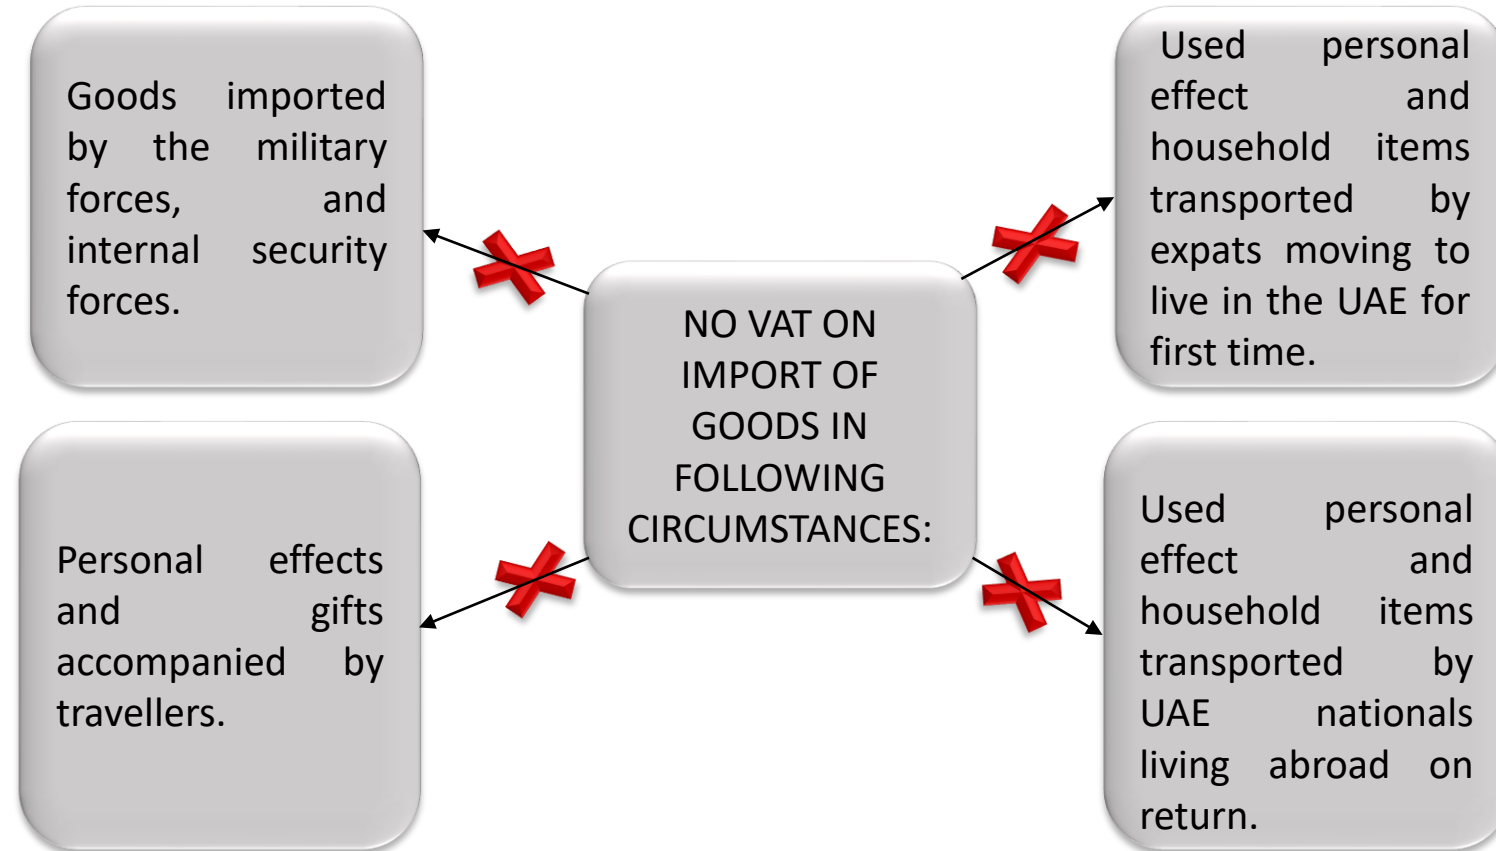 Goods imported
by the military
forces, and
internal security
forces.
Used personal
effect and
household items
transported by
expats moving to
live in the UAE for
first time.
NO VAT ON
IMPORT OF
GOODS IN
FOLLOWING
CIRCUMSTANCES:
Personal effects
and gifts
accompanied by
travellers.
Used personal
effect and
household items
transported by
UAE nationals
living abroad on
return.